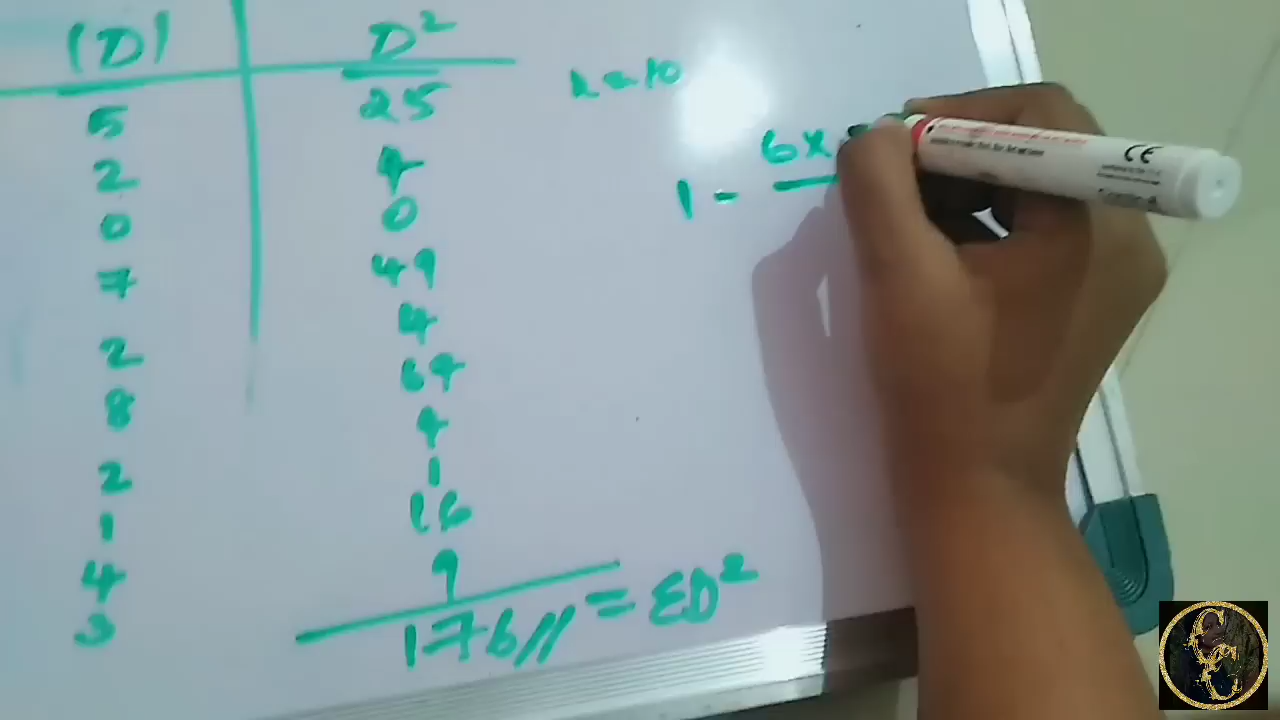 |D| D²
5 25
2 4
0 0
7 49
2 4
8 64
2 4
1 1
4 16
3 9
176// = ΣD²
n = 10
6x
1 -
CE